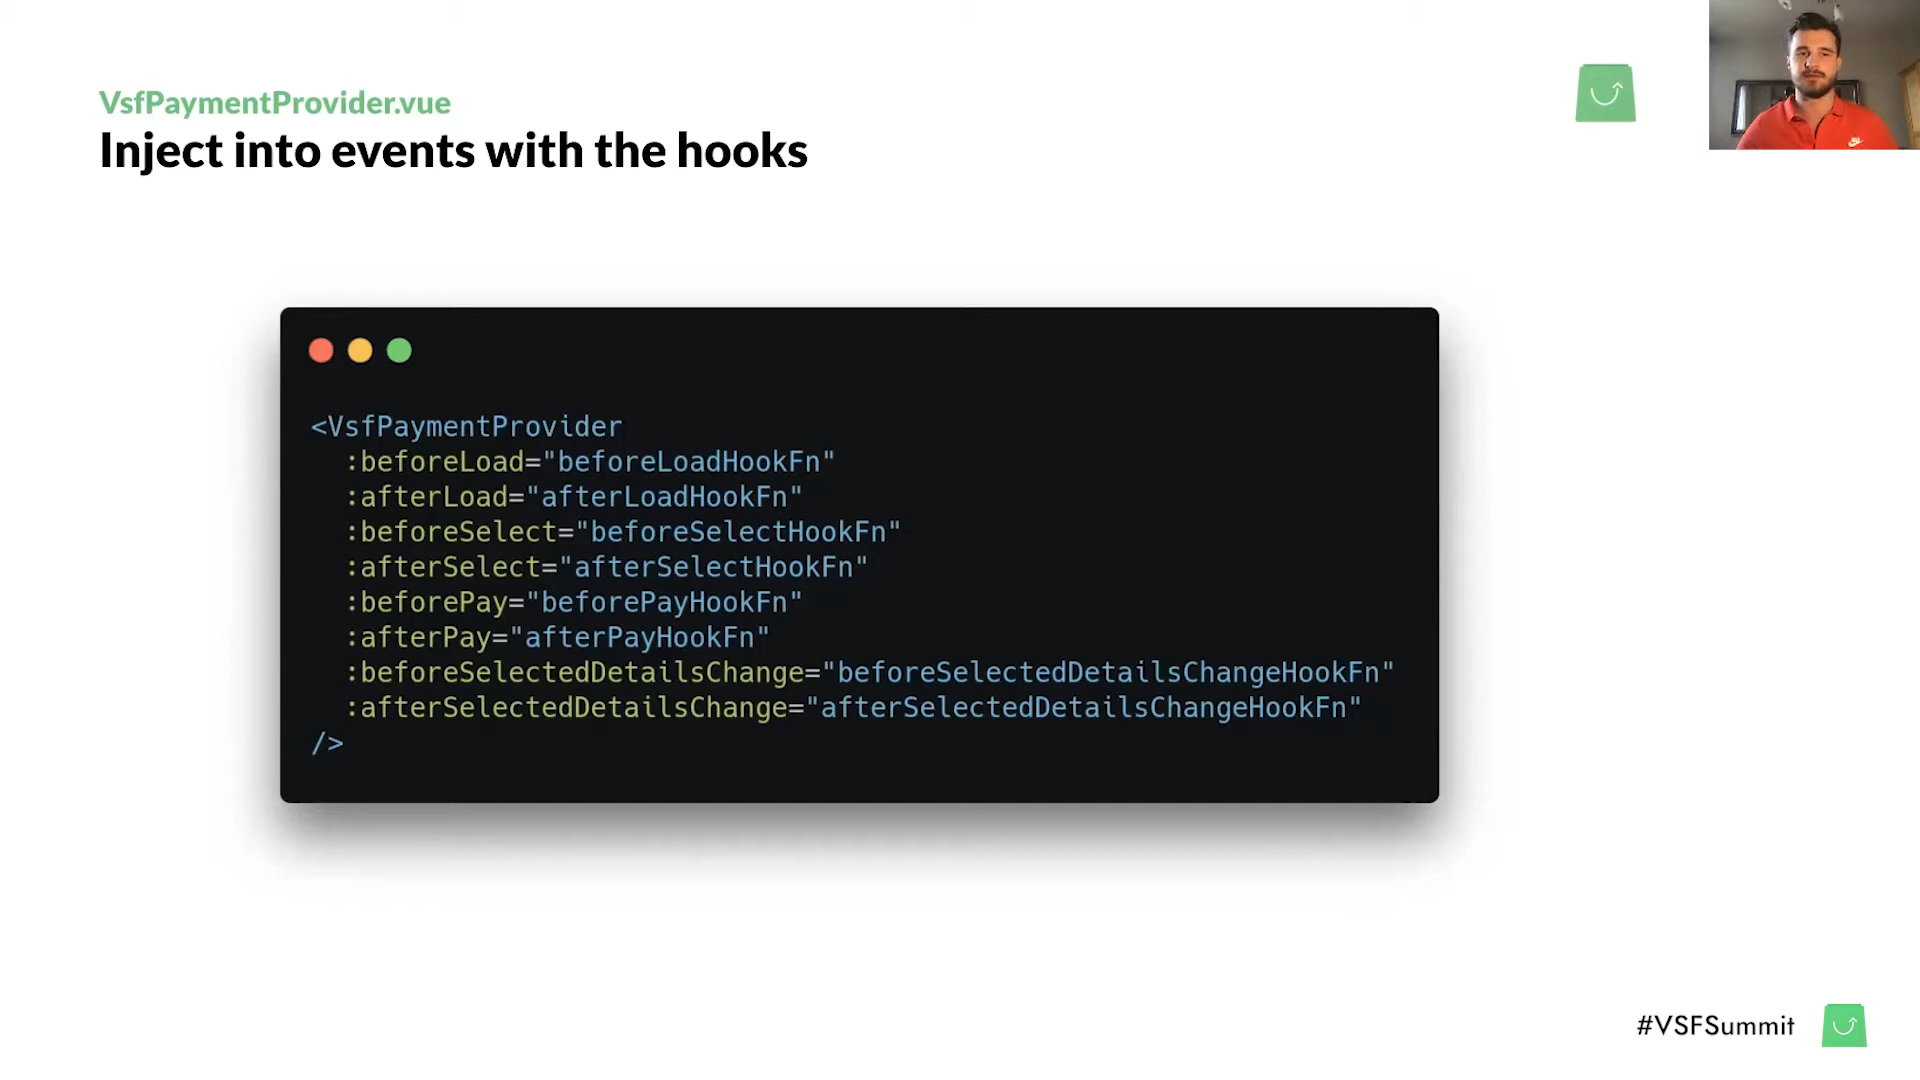 VsfPaymentProvider.vue
Inject into events with the hooks
<VsfPaymentProvider
:beforeLoad="beforeLoadHookFn"
:afterLoad="afterLoadHookFn"
:beforeSelect="beforeSelectHookFn"
:afterSelect="afterSelectHookFn"
:beforePay="beforePayHookFn"
:afterPay="afterPayHookFn"
:beforeSelectedDetailsChange="beforeSelectedDetailsChangeHookFn"
:afterSelectedDetailsChange="afterSelectedDetailsChangeHookFn"
/>
#VSFSummit